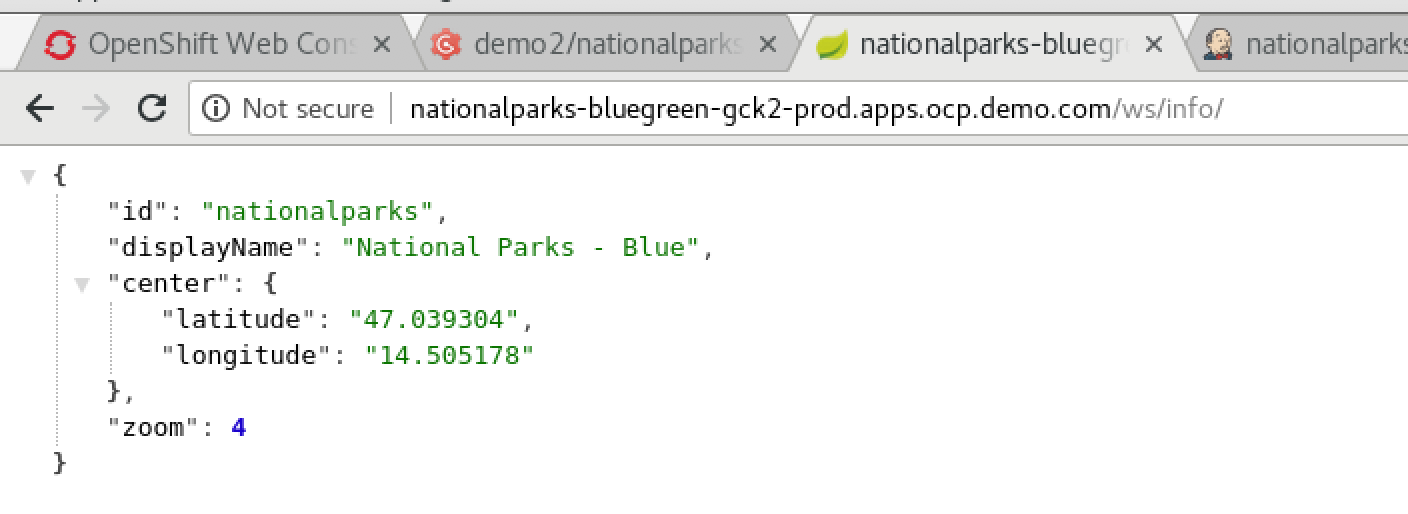 OpenShift Web Cons
demo2/nationalparks
nationalparks-bluegr
nationalparks
Not secure nationalparks-bluegreen-gck2-prod.apps.ocp.demo.com/ws/info/
{
"id": "nationalparks",
"displayName": "National Parks - Blue",
"center": {
"latitude": "47.039304",
"longitude": "14.505178"
},
"zoom": 4
}